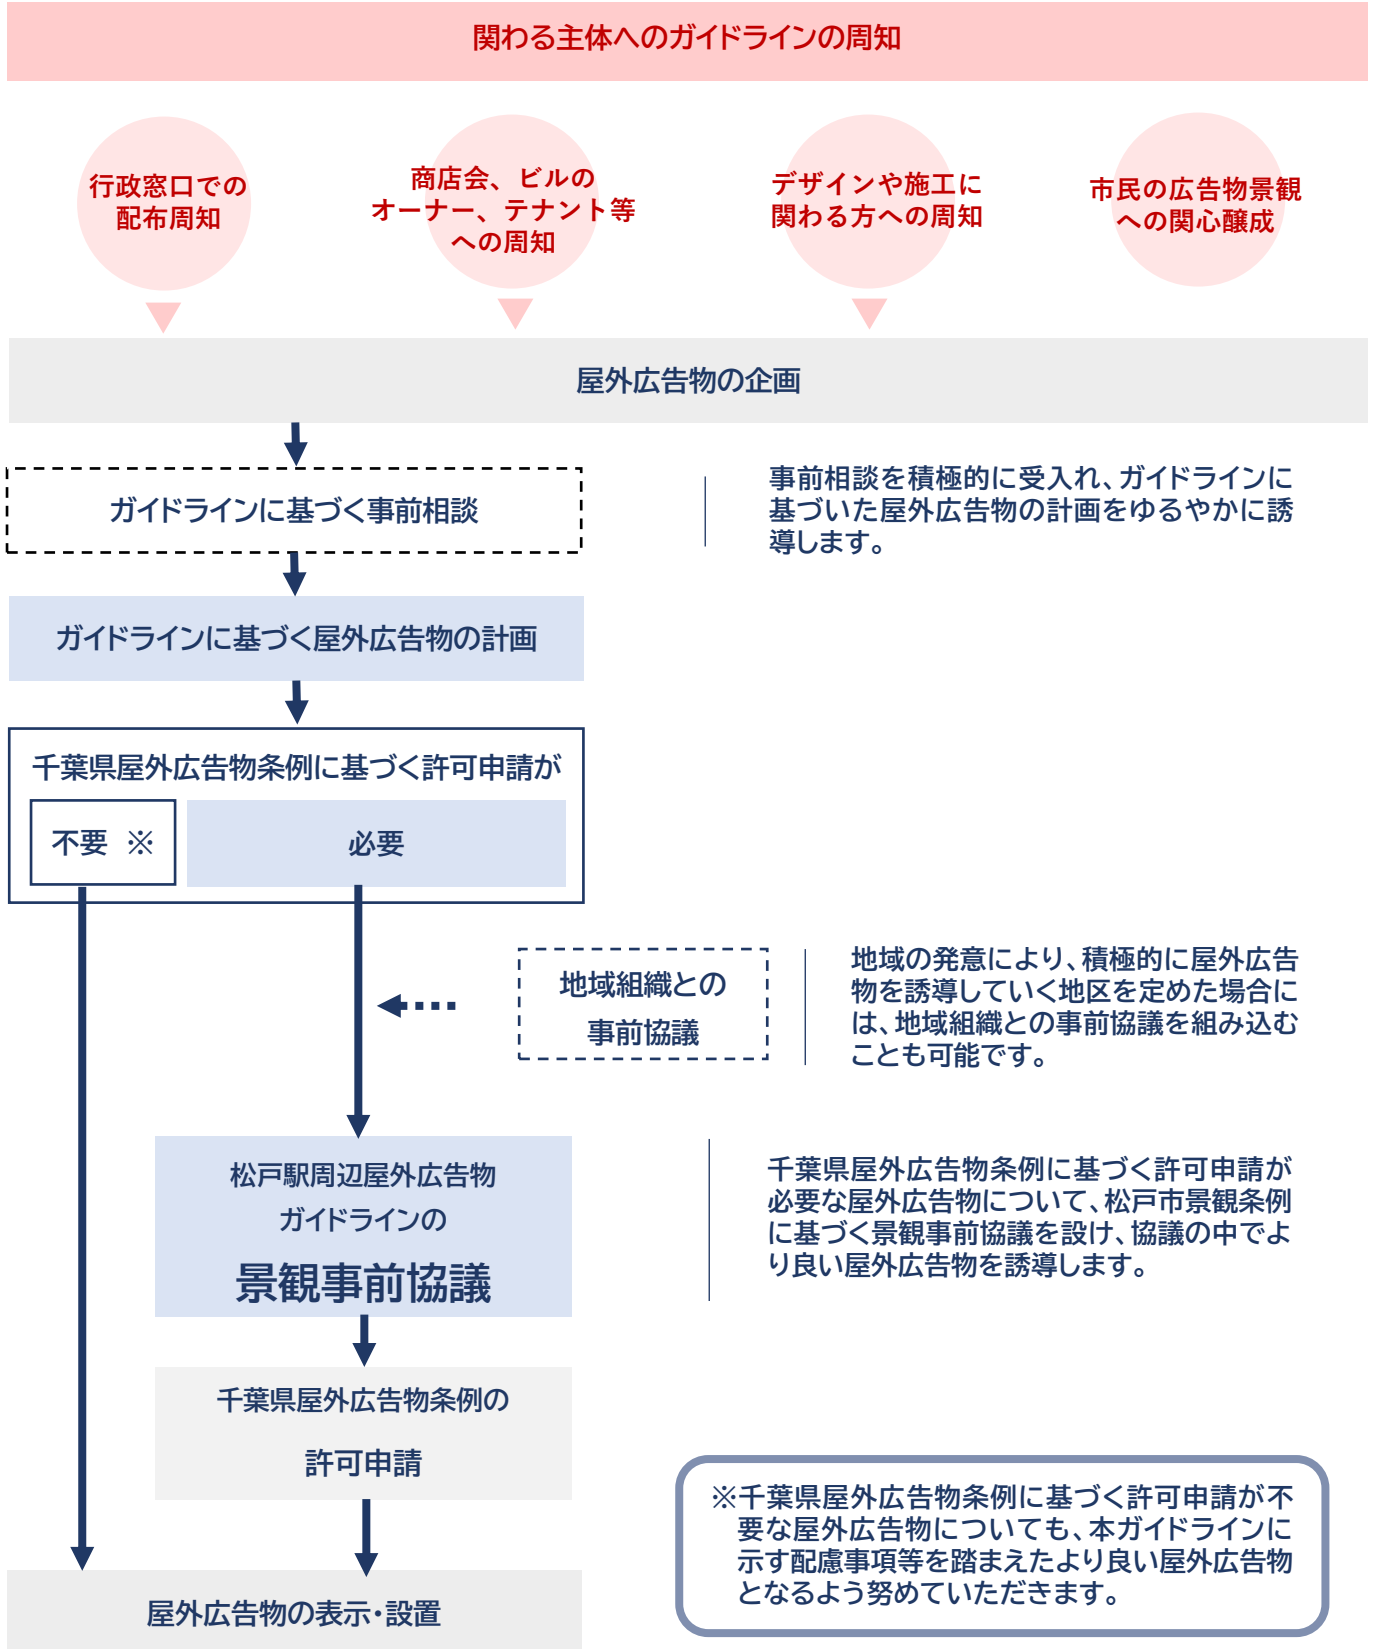 関わる主体へのガイドラインの周知
行政窓口での
配布周知
商店会、ビルの
オーナー、テナント等
への周知
デザインや施工に
関わる方への周知
市民の広告物景観
への関心醸成
屋外広告物の企画
ガイドラインに基づく事前相談
事前相談を積極的に受入れ、ガイドラインに
基づいた屋外広告物の計画をゆるやかに誘
導します。
ガイドラインに基づく屋外広告物の計画
千葉県屋外広告物条例に基づく許可申請が
不要 ※
必要
地域組織との
事前協議
地域の発意により、積極的に屋外広告
物を誘導していく地区を定めた場合に
は、地域組織との事前協議を組み込む
ことも可能です。
松戸駅周辺屋外広告物
ガイドラインの
景観事前協議
千葉県屋外広告物条例に基づく許可申請が
必要な屋外広告物について、松戸市景観条例
に基づく景観事前協議を設け、協議の中でよ
り良い屋外広告物を誘導します。
千葉県屋外広告物条例の
許可申請
※千葉県屋外広告物条例に基づく許可申請が不
要な屋外広告物についても、本ガイドラインに
示す配慮事項等を踏まえたより良い屋外広告物
となるよう努めていただきます。
屋外広告物の表示・設置